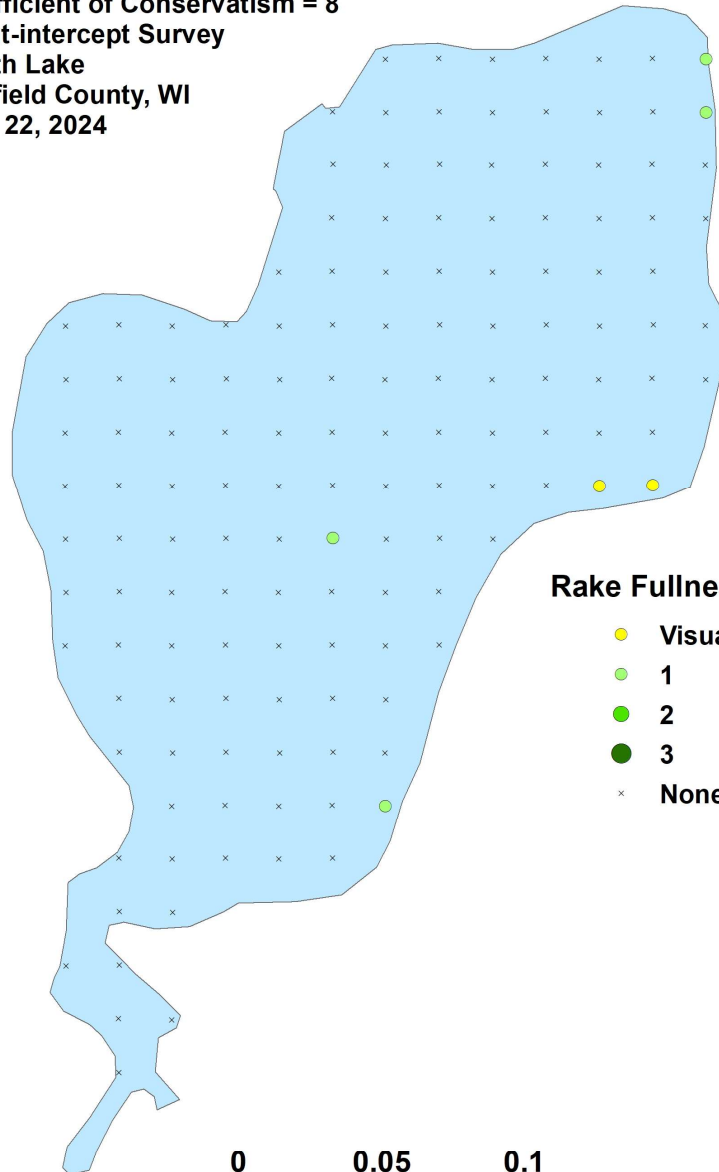 fficient of Conservatism = 8
t-intercept Survey
th Lake
field County, WI
22, 2024
Rake Fullne
Visua
1
2
3
None
0 0.05 0.1